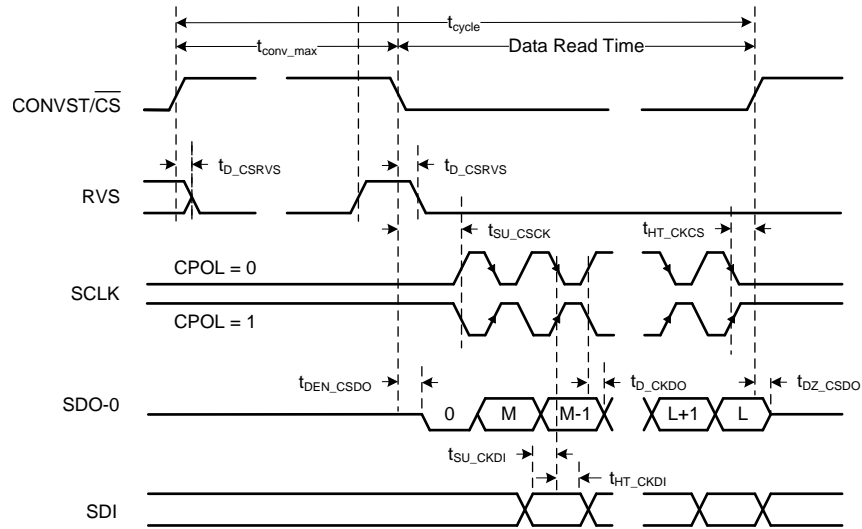 t_cycle
t_conv_max
Data Read Time
CONVST/C̅S̅
t_D_CSRVS
t_D_CSRVS
RVS
t_SU_CSCK
t_HT_CKCS
CPOL = 0
SCLK
CPOL = 1
t_DEN_CSDO
t_D_CKDO
t_DZ_CSDO
SDO-0
0
M
M-1
L+1
L
t_SU_CKDI
t_HT_CKDI
SDI